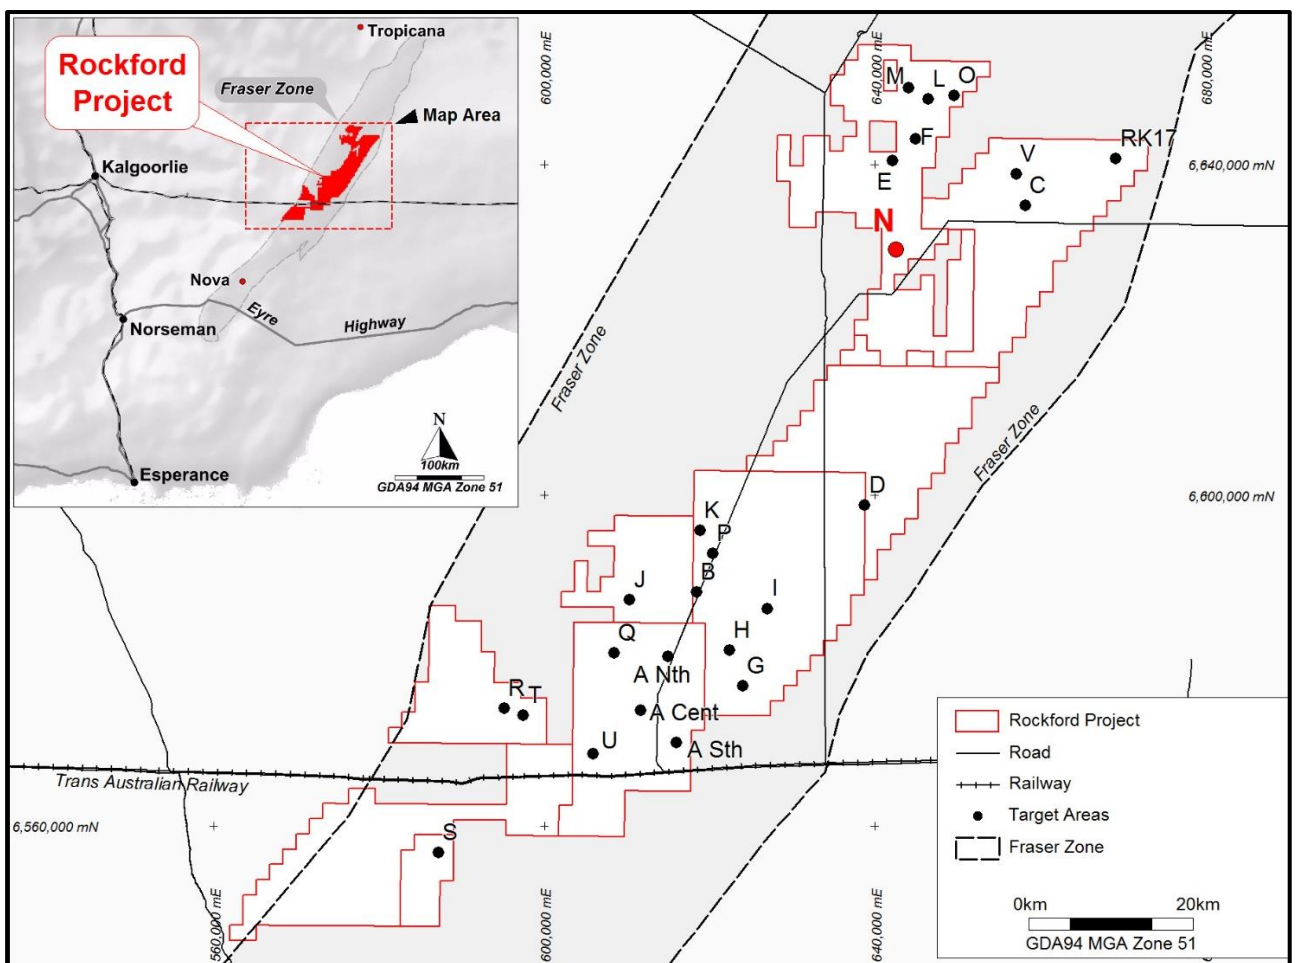 Tropicana
Rockford
Project
Fraser Zone
Map Area
Kalgoorlie
Nova
Eyre
Highway
Norseman
Esperance
N
100km
GDA94 MGA Zone 51
600,000 mE
640,000 mE
680,000 mE
M
L
O
F
E
V
RK17
C
6,640,000 mN
N
Fraser Zone
Fraser Zone
6,600,000 mN
D
K
P
B
J
I
Q
H
A Nth
G
R
T
A Cent
U
A Sth
Trans Australian Railway
6,560,000 mN
S
560,000 mE
600,000 mE
640,000 mE
Rockford Project
Road
Railway
Target Areas
Fraser Zone
0km
20km
GDA94 MGA Zone 51